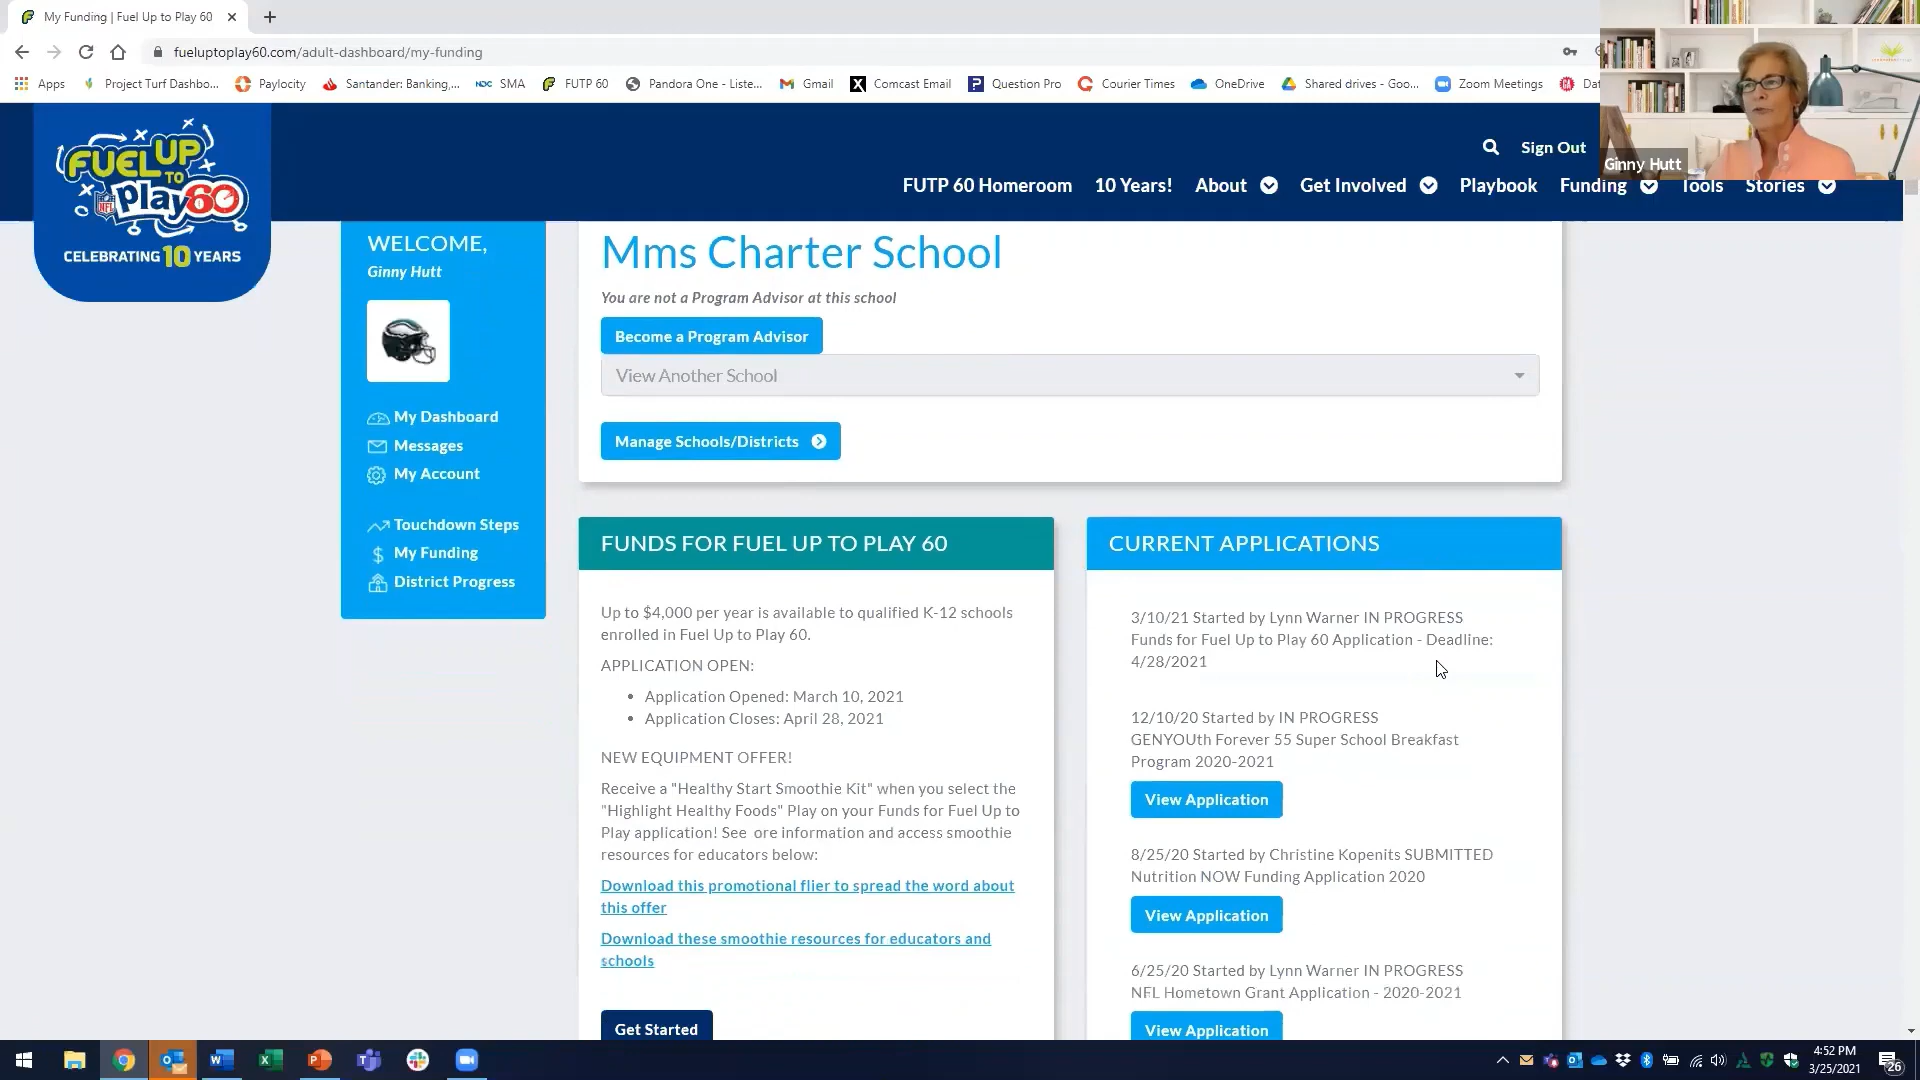 My Funding | Fuel Up to Play 60
fueluptoplay60.com/adult-dashboard/my-funding
Apps Project Turf Dashbo... Paylocity Santander: Banking,... NDC SMA FUTP 60 Pandora One - Liste... Gmail Comcast Email Question Pro Courier Times OneDrive Shared drives - Goo... Zoom Meetings Dat
FUEL UP
TO
NFL Play 60
CELEBRATING 10 YEARS
Sign Out
Ginny Hutt
FUTP 60 Homeroom 10 Years! About Get Involved Playbook Funding Tools Stories
WELCOME,
Ginny Hutt
My Dashboard
Messages
My Account
Touchdown Steps
My Funding
District Progress
Mms Charter School
You are not a Program Advisor at this school
Become a Program Advisor
View Another School
Manage Schools/Districts
FUNDS FOR FUEL UP TO PLAY 60
Up to $4,000 per year is available to qualified K-12 schools
enrolled in Fuel Up to Play 60.
APPLICATION OPEN:
• Application Opened: March 10, 2021
• Application Closes: April 28, 2021
NEW EQUIPMENT OFFER!
Receive a "Healthy Start Smoothie Kit" when you select the
"Highlight Healthy Foods" Play on your Funds for Fuel Up to
Play application! See ore information and access smoothie
resources for educators below:
Download this promotional flier to spread the word about
this offer
Download these smoothie resources for educators and
schools
Get Started
CURRENT APPLICATIONS
3/10/21 Started by Lynn Warner IN PROGRESS
Funds for Fuel Up to Play 60 Application - Deadline:
4/28/2021
12/10/20 Started by IN PROGRESS
GENYOUth Forever 55 Super School Breakfast
Program 2020-2021
View Application
8/25/20 Started by Christine Kopenits SUBMITTED
Nutrition NOW Funding Application 2020
View Application
6/25/20 Started by Lynn Warner IN PROGRESS
NFL Hometown Grant Application - 2020-2021
View Application
4:52 PM
3/25/2021
26